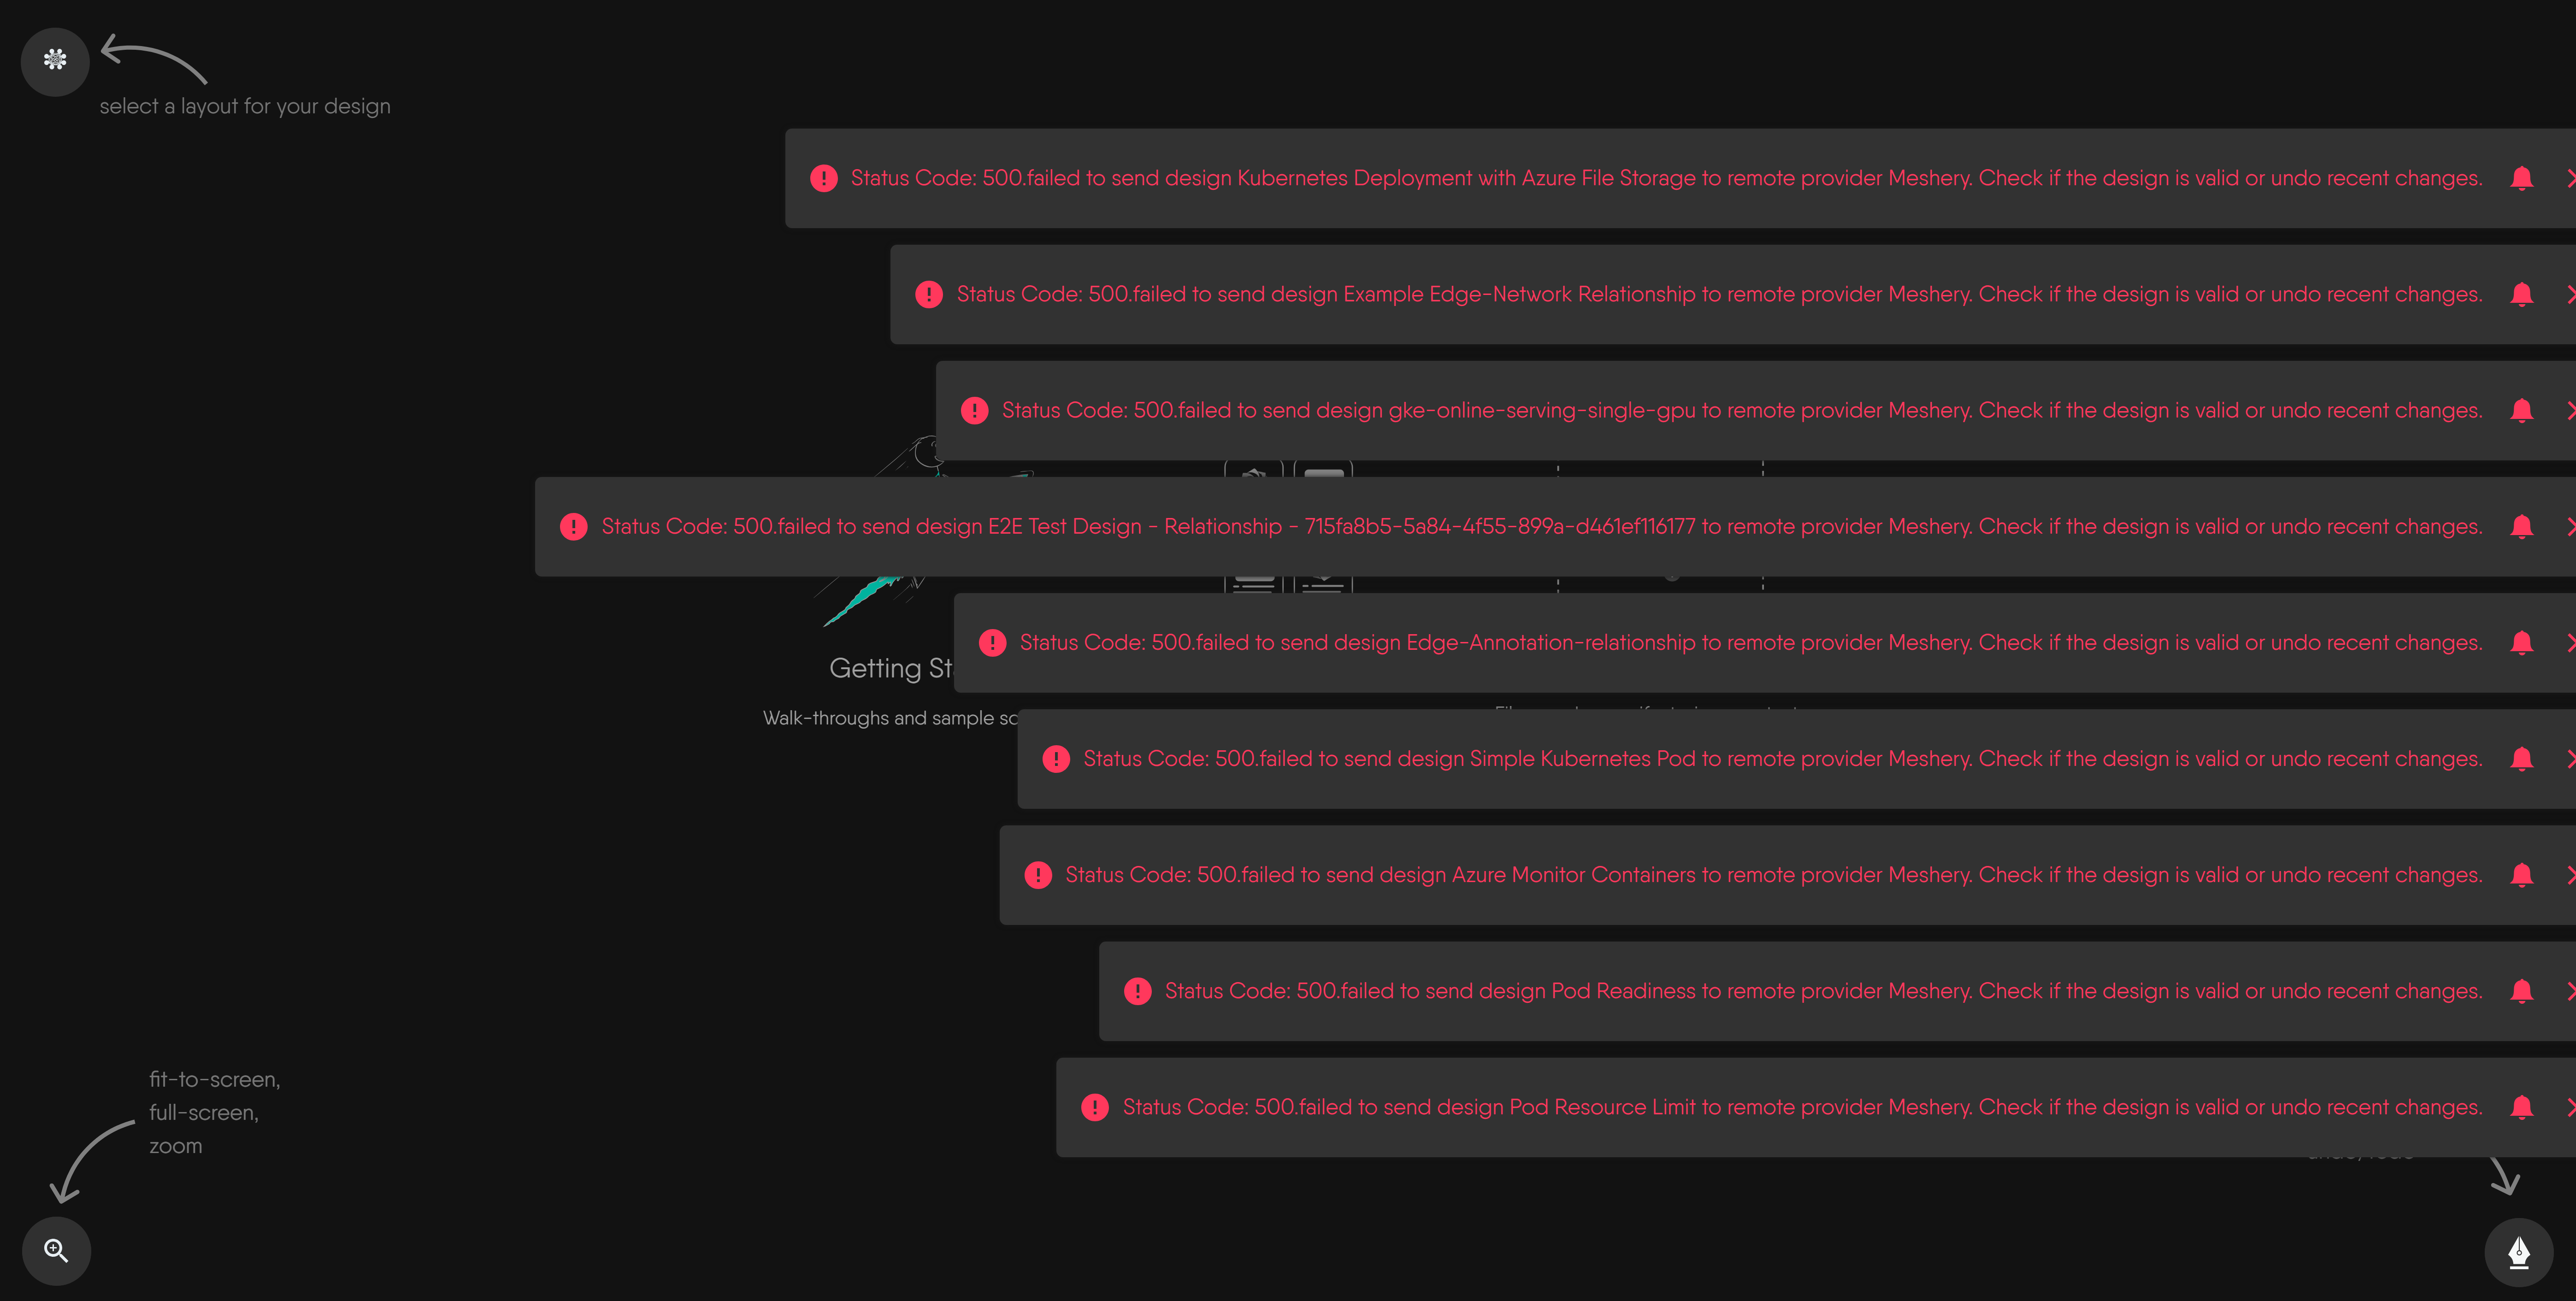 select a layout for your design
Status Code: 500.failed to send design Kubernetes Deployment with Azure File Storage to remote provider Meshery. Check if the design is valid or undo recent changes.
Status Code: 500.failed to send design Example Edge-Network Relationship to remote provider Meshery. Check if the design is valid or undo recent changes.
Status Code: 500.failed to send design gke-online-serving-single-gpu to remote provider Meshery. Check if the design is valid or undo recent changes.
Status Code: 500.failed to send design E2E Test Design - Relationship - 715fa8b5-5a84-4f55-899a-d461ef116177 to remote provider Meshery. Check if the design is valid or undo recent changes.
Status Code: 500.failed to send design Edge-Annotation-relationship to remote provider Meshery. Check if the design is valid or undo recent changes.
Getting
Walk-throughs and sample
Status Code: 500.failed to send design Simple Kubernetes Pod to remote provider Meshery. Check if the design is valid or undo recent changes.
Status Code: 500.failed to send design Azure Monitor Containers to remote provider Meshery. Check if the design is valid or undo recent changes.
Status Code: 500.failed to send design Pod Readiness to remote provider Meshery. Check if the design is valid or undo recent changes.
Status Code: 500.failed to send design Pod Resource Limit to remote provider Meshery. Check if the design is valid or undo recent changes.
fit-to-screen,
full-screen,
zoom